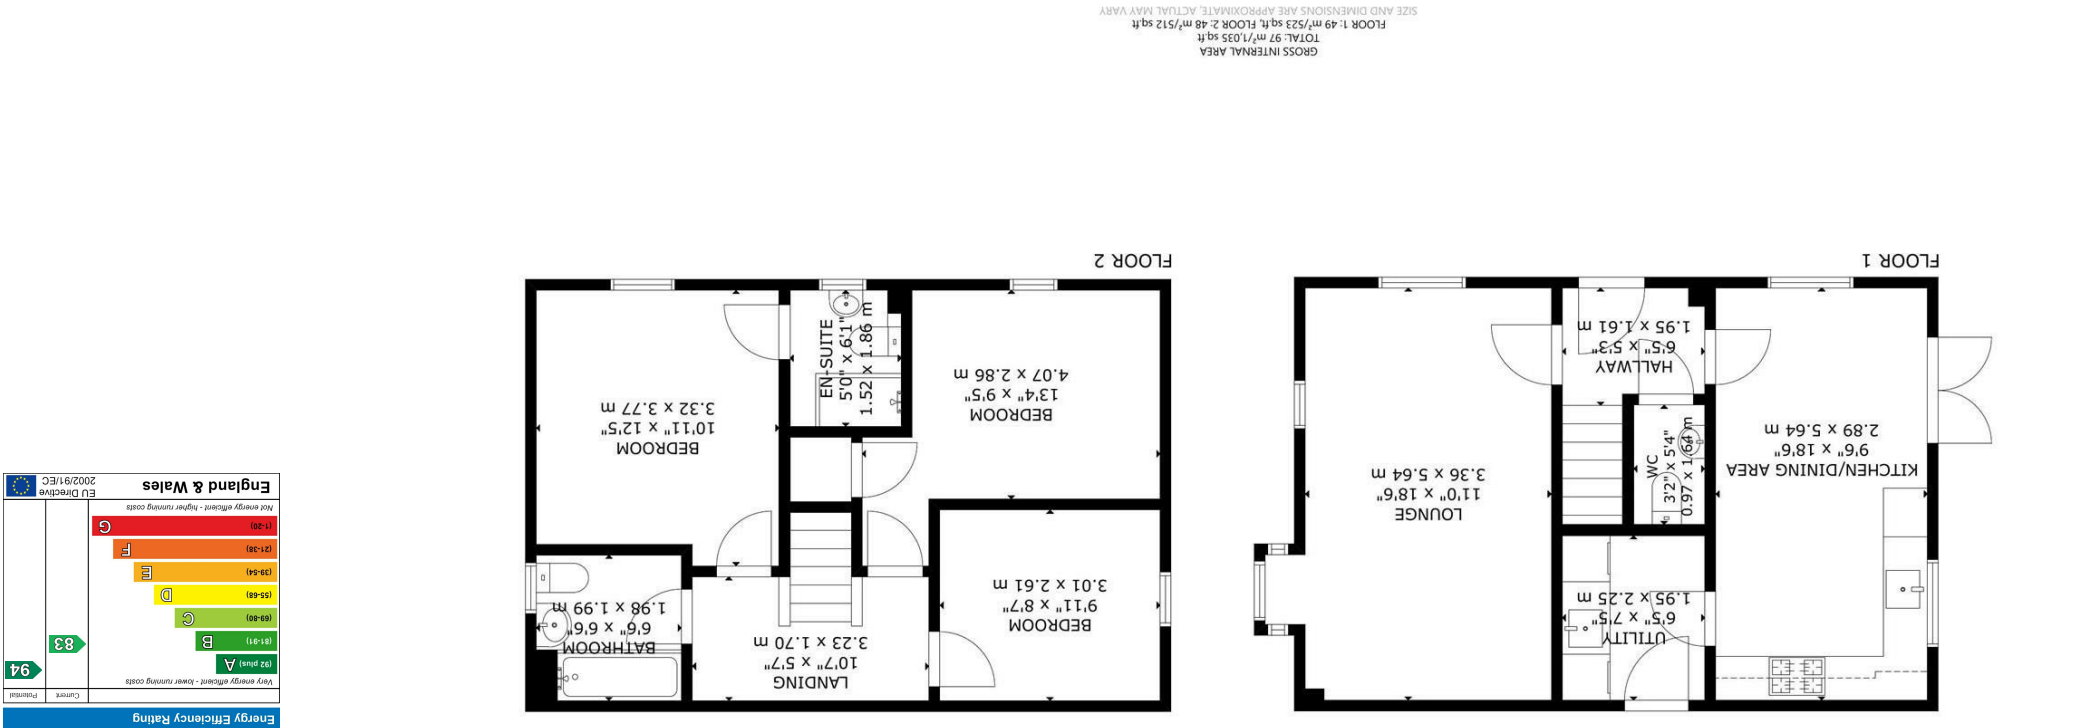 FLOOR 1
KITCHEN/DINING AREA
9'6" x 18'6"
2.89 x 5.64 m
UTILITY
6'5" x 7'5"
1.95 x 2.25 m
WC
3'2" x 5'4"
0.97 x 1.64 m
HALLWAY
6'5" x 5'3"
1.95 x 1.61 m
LOUNGE
11'0" x 18'6"
3.36 x 5.64 m
FLOOR 2
BEDROOM
9'11" x 8'7"
3.01 x 2.61 m
LANDING
10'7" x 5'7"
3.23 x 1.70 m
BATHROOM
6'6" x 6'6"
1.98 x 1.99 m
BEDROOM
13'4" x 9'5"
4.07 x 2.86 m
EN-SUITE
5'0" x 6'1"
1.52 x 1.86 m
BEDROOM
10'11" x 12'5"
3.32 x 3.77 m
GROSS INTERNAL AREA
TOTAL: 97 m²/1,035 sq.ft
FLOOR 1: 49 m²/523 sq.ft, FLOOR 2: 48 m²/512 sq.ft
SIZE AND DIMENSIONS ARE APPROXIMATE, ACTUAL MAY VARY
Energy Efficiency Rating
Current Potential
Very energy efficient - lower running costs
(92 plus) A
(81-91) B
(69-80) C
(55-68) D
(39-54) E
(21-38) F
(1-20) G
83
94
Not energy efficient - higher running costs
England & Wales
EU Directive
2002/91/EC